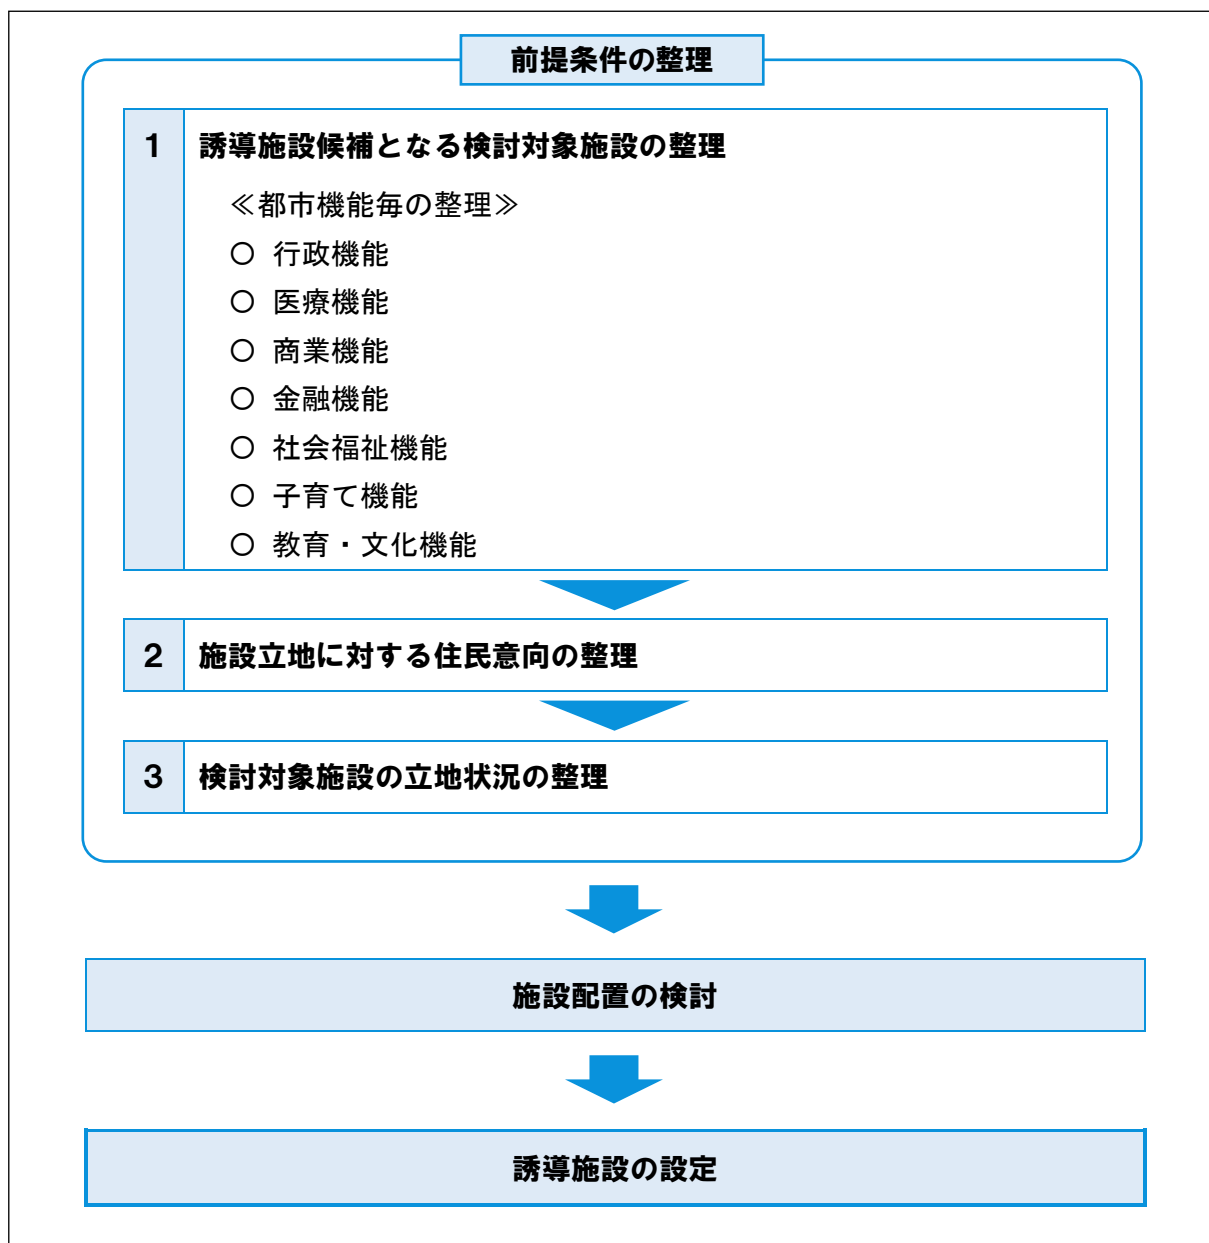 前提条件の整理
1 誘導施設候補となる検討対象施設の整理
≪都市機能毎の整理≫
○ 行政機能
○ 医療機能
○ 商業機能
○ 金融機能
○ 社会福祉機能
○ 子育て機能
○ 教育・文化機能
2 施設立地に対する住民意向の整理
3 検討対象施設の立地状況の整理
施設配置の検討
誘導施設の設定